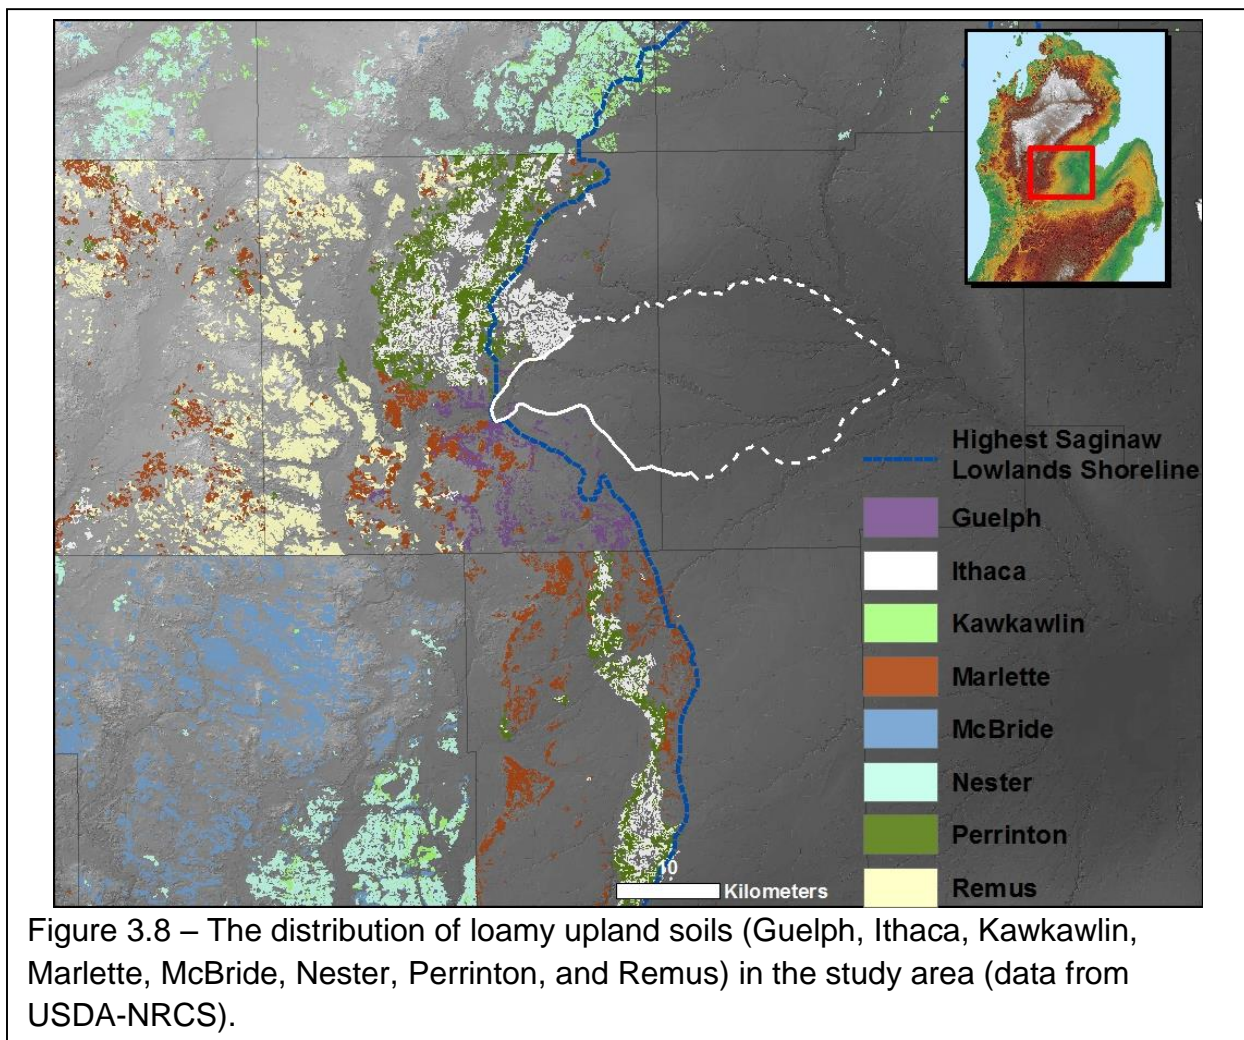 Highest Saginaw
Lowlands Shoreline
Guelph
Ithaca
Kawkawlin
Marlette
McBride
Nester
Perrinton
Remus
10
Kilometers
Figure 3.8 – The distribution of loamy upland soils (Guelph, Ithaca, Kawkawlin,
Marlette, McBride, Nester, Perrinton, and Remus) in the study area (data from
USDA-NRCS).